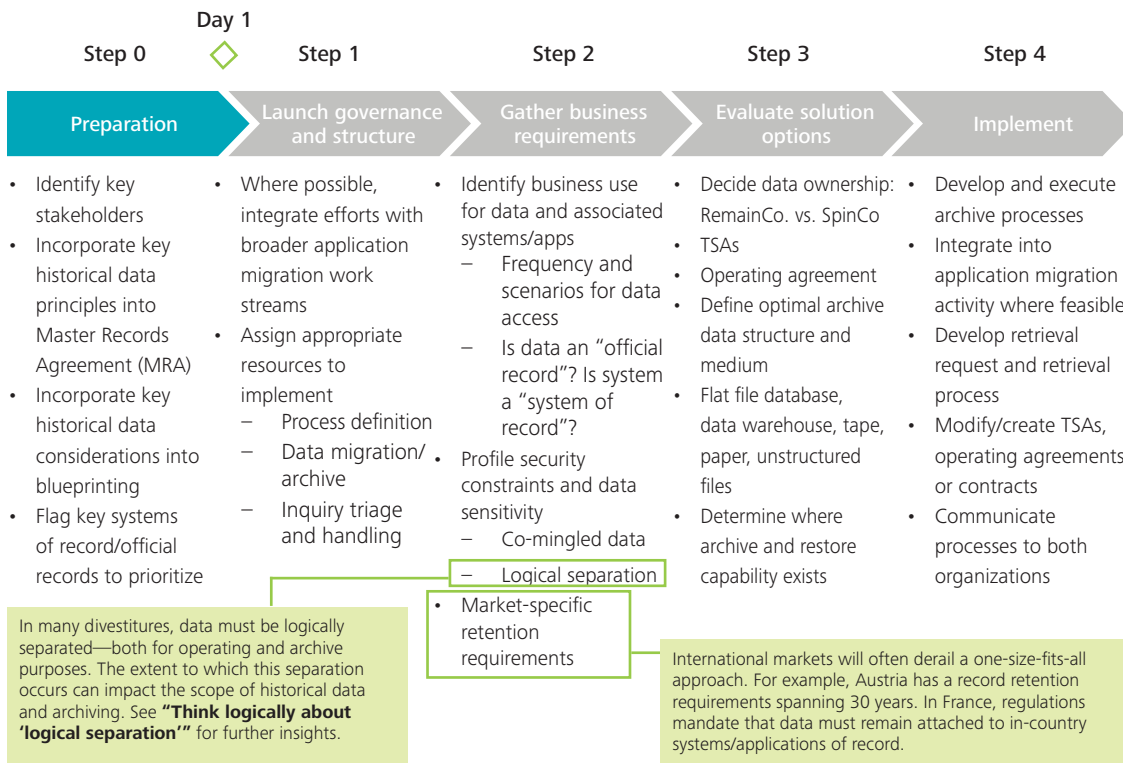 Day 1
Step 0
Step 1
Step 2
Step 3
Step 4
Preparation
Launch governance
and structure
Gather business
requirements
Evaluate solution
options
Implement
• Identify key
stakeholders
• Incorporate key
historical data
principles into
Master Records
Agreement (MRA)
• Incorporate key
historical data
considerations into
blueprinting
• Flag key systems
of record/official
records to prioritize
• Where possible,
integrate efforts with
broader application
migration work
streams
• Assign appropriate
resources to
implement
– Process definition
– Data migration/
archive
– Inquiry triage
and handling
• Identify business use
for data and associated
systems/apps
– Frequency and
scenarios for data
access
– Is data an “official
record”? Is system
a “system of
record”?
• Profile security
constraints and data
sensitivity
– Co-mingled data
– Logical separation
• Market-specific
retention
requirements
• Decide data ownership:
RemainCo. vs. SpinCo
• TSAs
• Operating agreement
• Define optimal archive
data structure and
medium
• Flat file database,
data warehouse, tape,
paper, unstructured
files
• Determine where
archive and restore
capability exists
• Develop and execute
archive processes
• Integrate into
application migration
activity where feasible
• Develop retrieval
request and retrieval
process
• Modify/create TSAs,
operating agreements
or contracts
• Communicate
processes to both
organizations
In many divestitures, data must be logically
separated—both for operating and archive
purposes. The extent to which this separation
occurs can impact the scope of historical data
and archiving. See “Think logically about
‘logical separation’” for further insights.
International markets will often derail a one-size-fits-all
approach. For example, Austria has a record retention
requirements spanning 30 years. In France, regulations
mandate that data must remain attached to in-country
systems/applications of record.